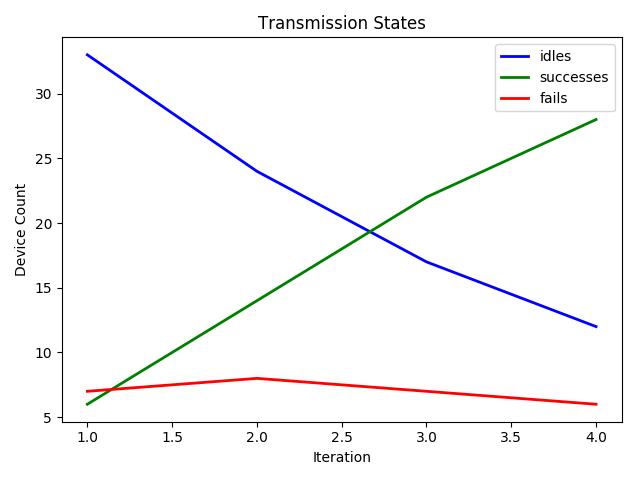 Transmission States
idles
successes
fails
Device Count
30
25
20
15
10
5
1.0 1.5 2.0 2.5 3.0 3.5 4.0
Iteration